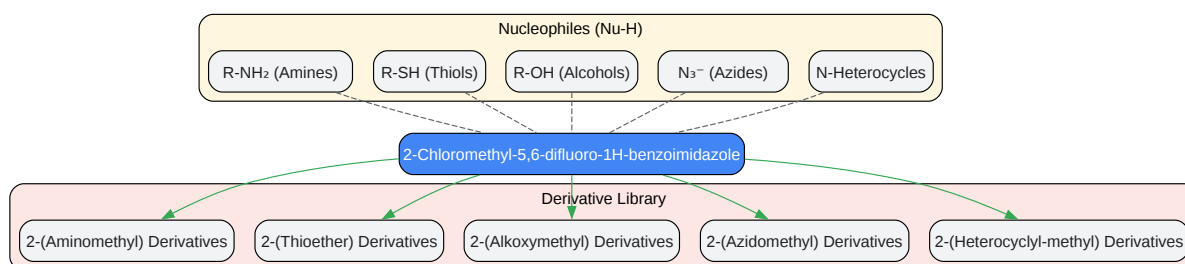 Nucleophiles (Nu-H)
R-NH₂ (Amines)
R-SH (Thiols)
R-OH (Alcohols)
N₃⁻ (Azides)
N-Heterocycles
2-Chloromethyl-5,6-difluoro-1H-benzoimidazole
Derivative Library
2-(Aminomethyl) Derivatives
2-(Thioether) Derivatives
2-(Alkoxymethyl) Derivatives
2-(Azidomethyl) Derivatives
2-(Heterocyclyl-methyl) Derivatives